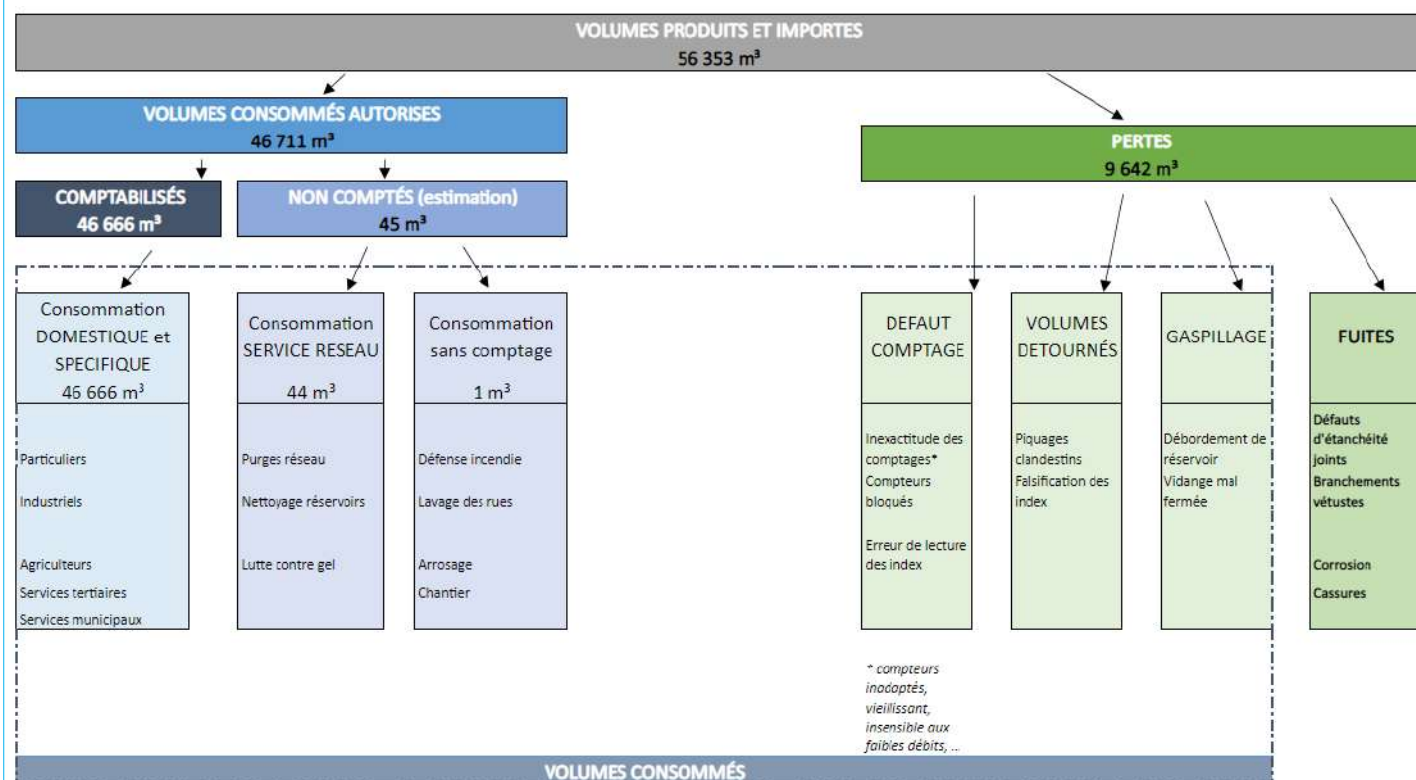 VOLUMES PRODUITS ET IMPORTES
56 353 m³
VOLUMES CONSOMMÉS AUTORISES
46 711 m³
PERTES
9 642 m³
COMPTABILISÉS
46 666 m³
NON COMPTÉS (estimation)
45 m³
Consommation
DOMESTIQUE et
SPECIFIQUE
46 666 m³
Particuliers
Industriels
Agriculteurs
Services tertiaires
Services municipaux
Consommation
SERVICE RESEAU
44 m³
Purges réseau
Nettoyage réservoirs
Lutte contre gel
Consommation
sans comptage
1 m³
Défense incendie
Lavage des rues
Arrosage
Chantier
DEFAUT
COMPTAGE
Inexactitude des
comptages*
Compteurs
bloqués
Erreur de lecture
des index
* compteurs
inadaptés,
vieillissant,
insensible aux
faibles débits, ...
VOLUMES
DETOURNÉS
Piquages
clandestins
Falsification des
index
GASPILLAGE
Débordement de
réservoir
Vidange mal
fermée
FUITES
Défauts
d'étanchéité
joints
Branchements
vétustes
Corrosion
Cassures
VOLUMES CONSOMMÉS